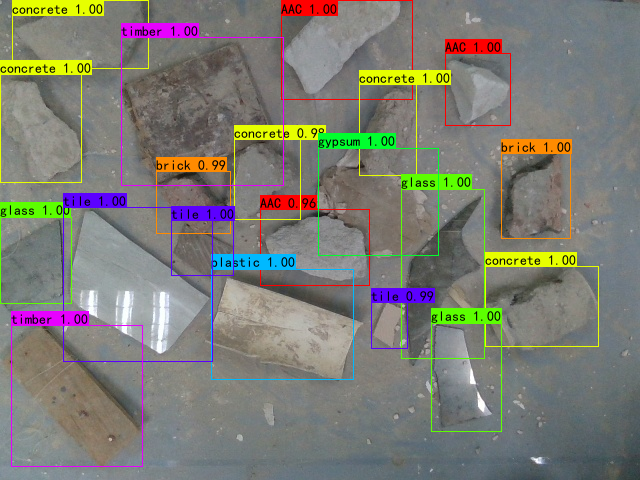 concrete 1.00
timber 1.00
AAC 1.00
AAC 1.00
concrete 1.00
concrete 1.00
concrete 0.98
gypsum 1.00
brick 1.00
brick 0.99
glass 1.00
tile 1.00
glass 1.00
tile 1.00
AAC 0.96
plastic 1.00
concrete 1.00
tile 0.99
glass 1.00
timber 1.00